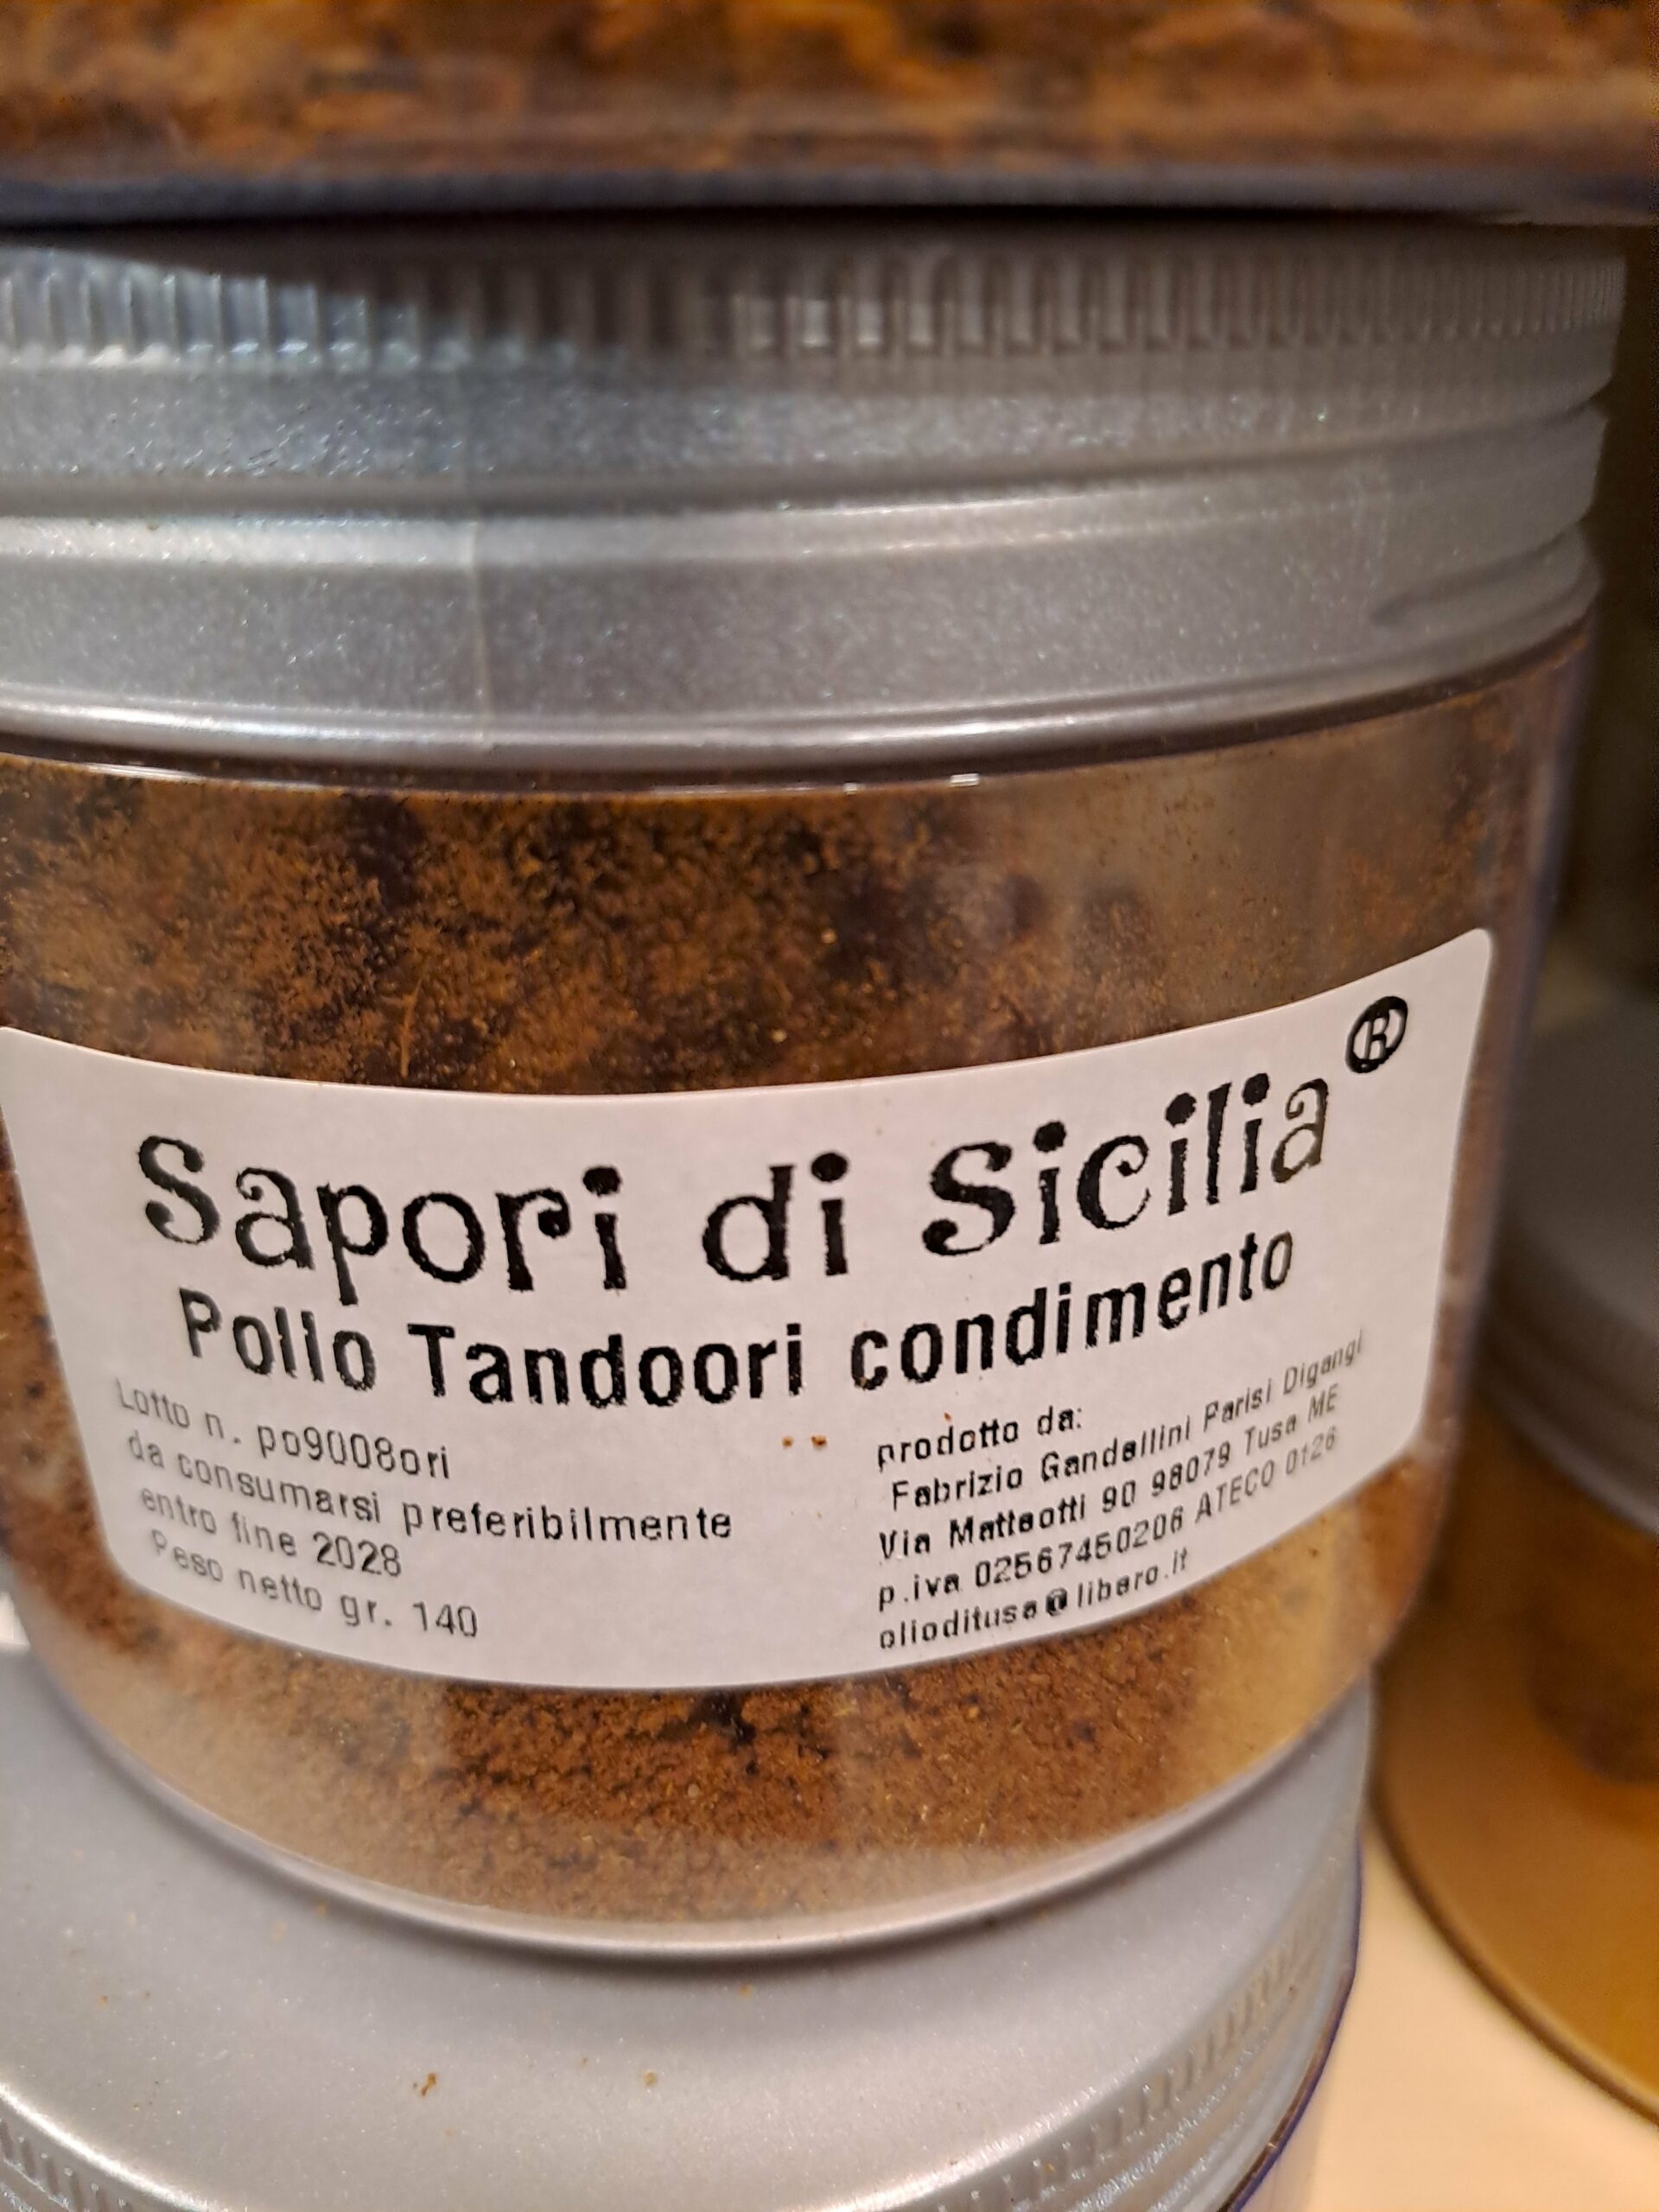 Sapori di Sicilia®
Pollo Tandoori condimento
Lotto n. po9008ori
da consumarsi preferibilmente
entro fine 2028
Peso netto gr. 140
prodotto da:
Fabrizio Gandellini Parisi Digangi
Via Matteotti 90 98079 Tusa ME
p.iva 02567450206 ATECO 0126
olioditusa@libero.it